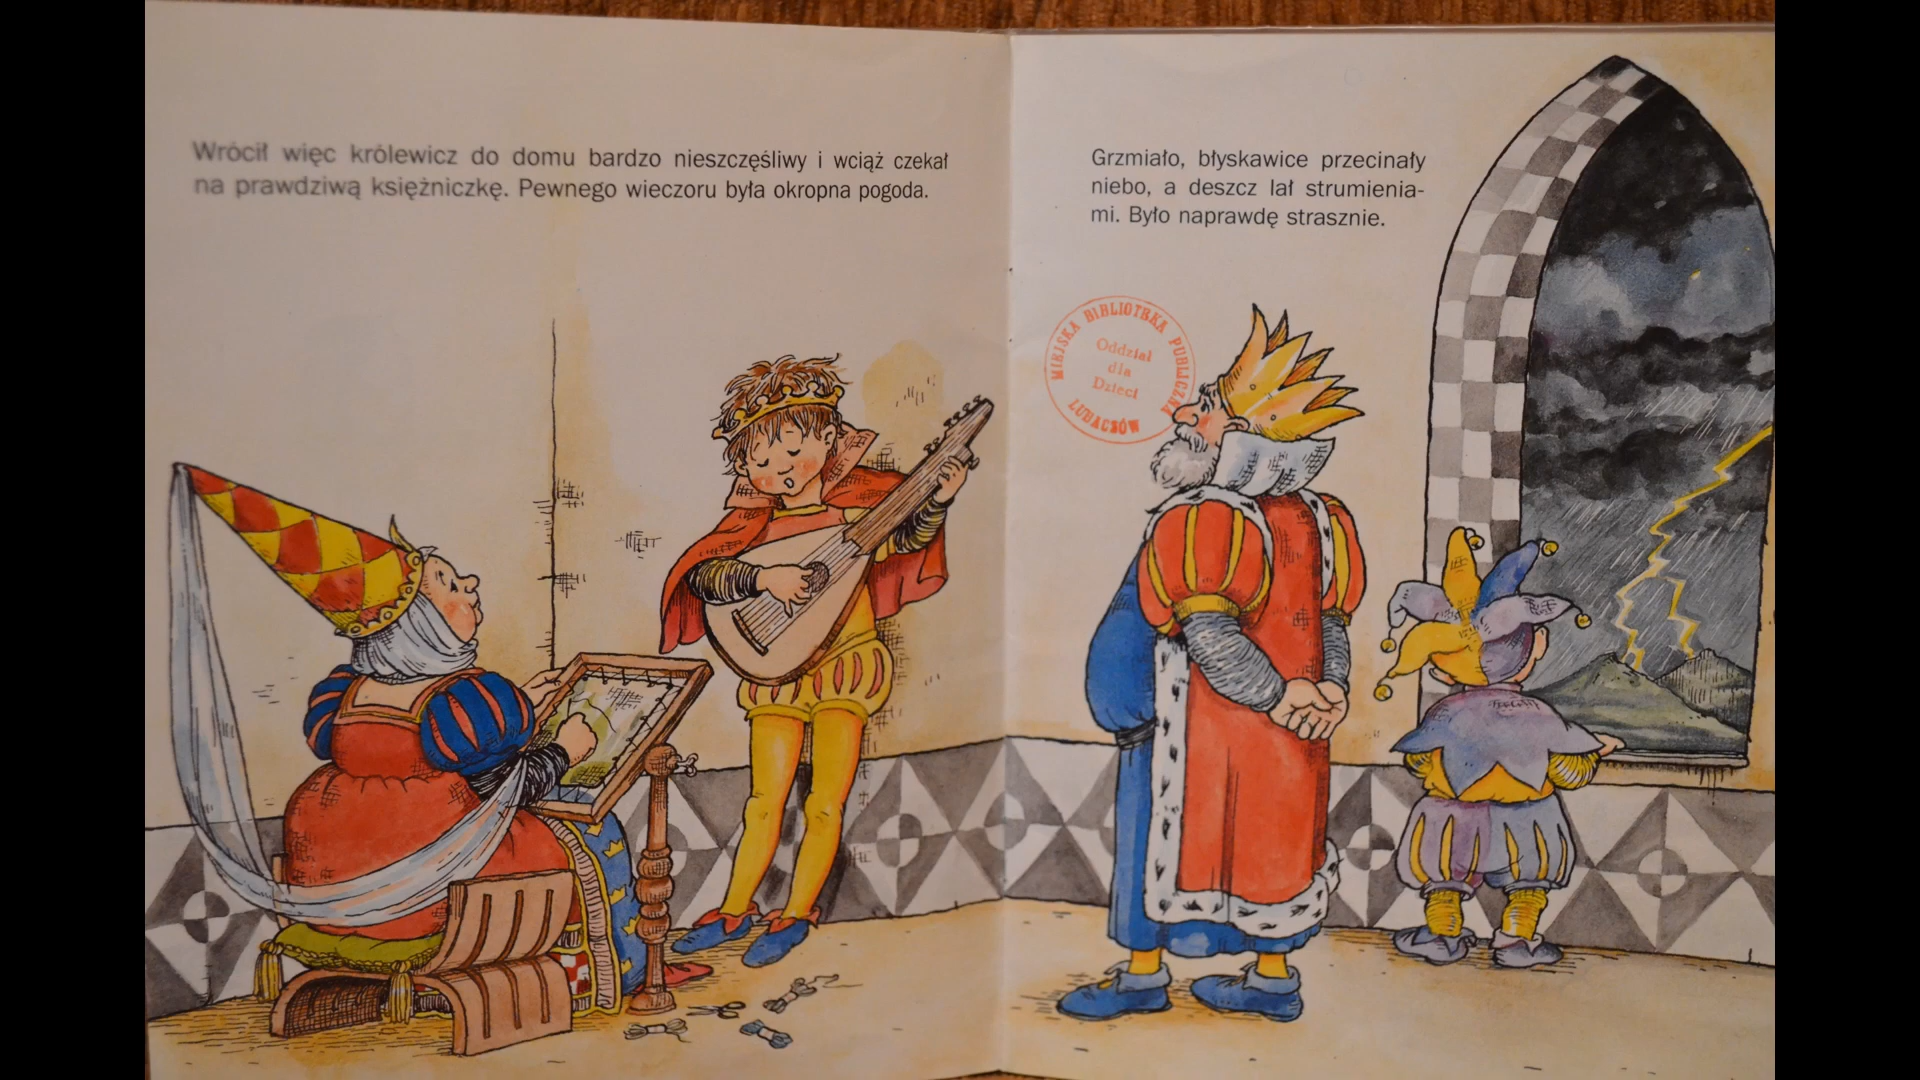 Wrócił więc królewicz do domu bardzo nieszczęśliwy i wciąż czekał
na prawdziwą księżniczkę. Pewnego wieczoru była okropna pogoda.
Grzmiało, błyskawice przecinały
niebo, a deszcz lał strumienia-
mi. Było naprawdę strasznie.
MIEJSKA BIBLIOTEKA PUBLICZNA
Oddział
dla
Dzieci
LUBACZÓW